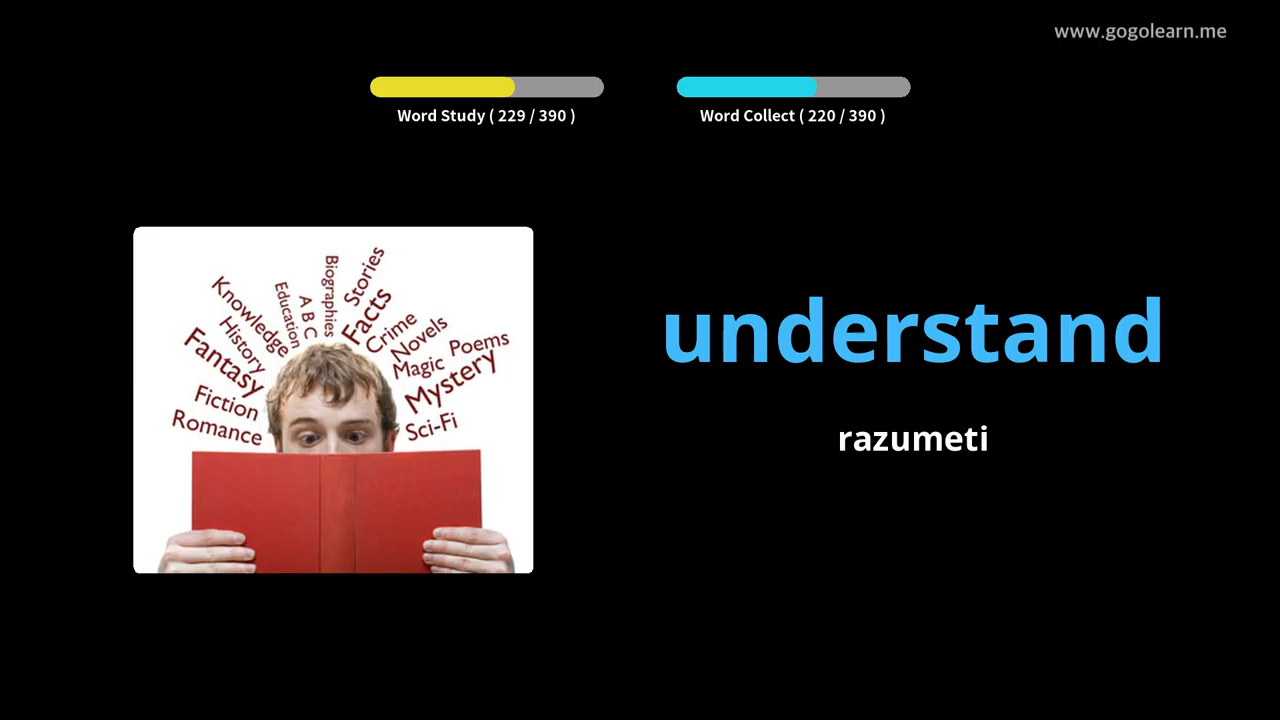 www.gogolearn.me
Word Study ( 229 / 390 )
Word Collect ( 220 / 390 )
understand
razumeti
Biographies
Stories
Education
A B C
Facts
Knowledge
Crime
History
Novels
Fantasy
Magic
Poems
Mystery
Fiction
Romance
Sci-Fi